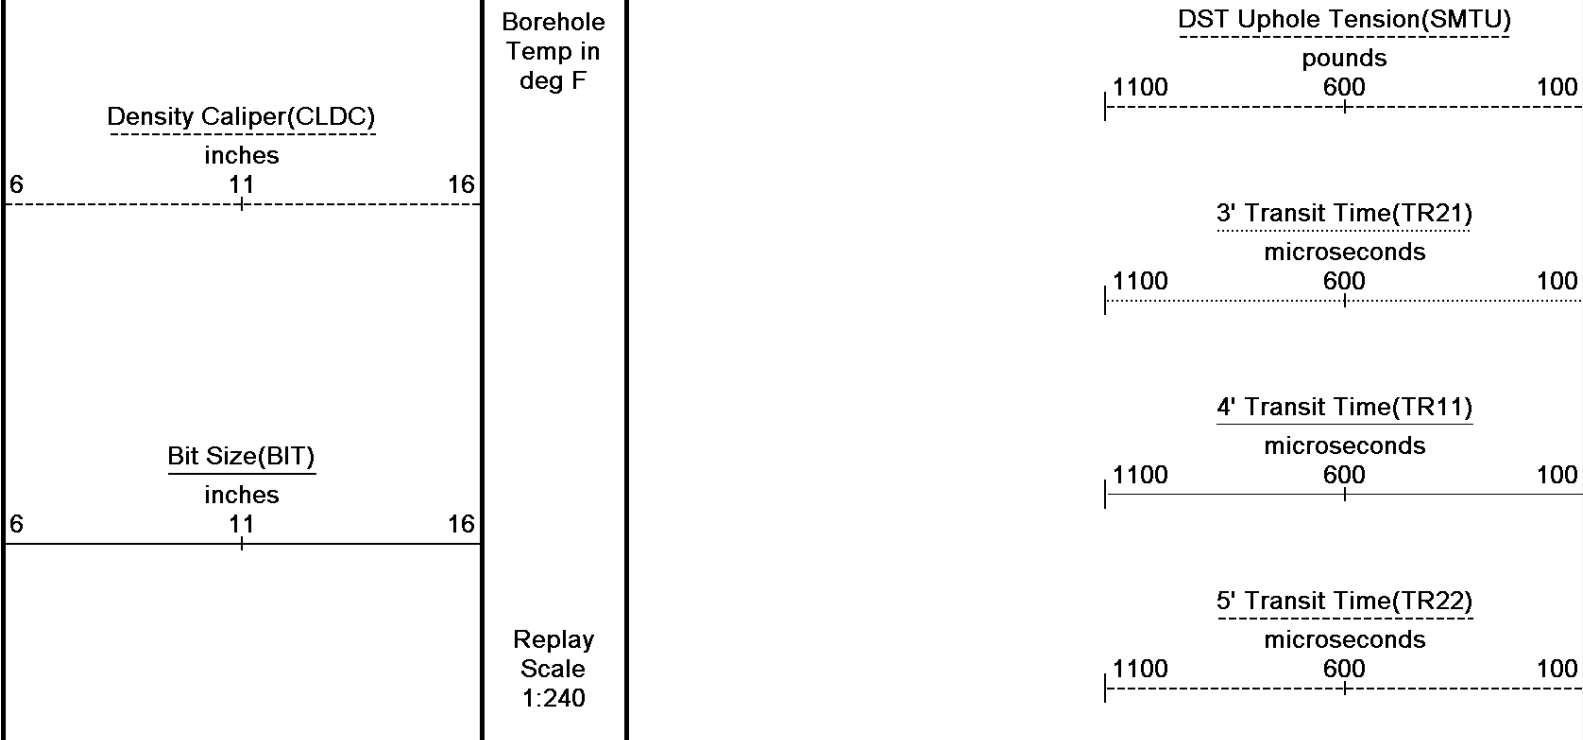 Density Caliper(CLDC)
inches
6 11 16
Bit Size(BIT)
inches
6 11 16
Borehole
Temp in
deg F
Replay
Scale
1:240
DST Uphole Tension(SMTU)
pounds
1100 600 100
3' Transit Time(TR21)
microseconds
1100 600 100
4' Transit Time(TR11)
microseconds
1100 600 100
5' Transit Time(TR22)
microseconds
1100 600 100